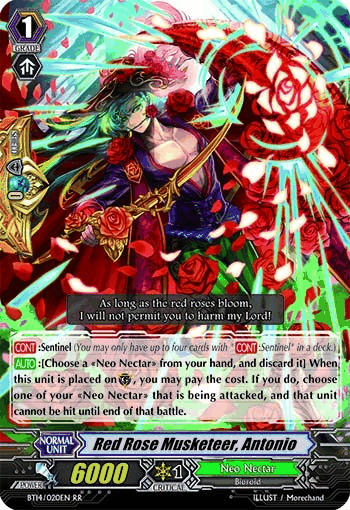 1
GRADE
0
SHIELD
As long as the red roses bloom,
I will not permit you to harm my Lord!
CONT :Sentinel (You may only have up to four cards with "CONT:Sentinel" in a deck.)
AUTO :[Choose a «Neo Nectar» from your hand, and discard it] When
this unit is placed on , you may pay the cost. If you do, choose
one of your «Neo Nectar» that is being attacked, and that unit
cannot be hit until end of that battle.
NORMAL
UNIT
Red Rose Musketeer, Antonio
POWER
6000
1
CRITICAL
Neo Nectar
Bioroid
BT14/020EN RR
ILLUST / Morechand